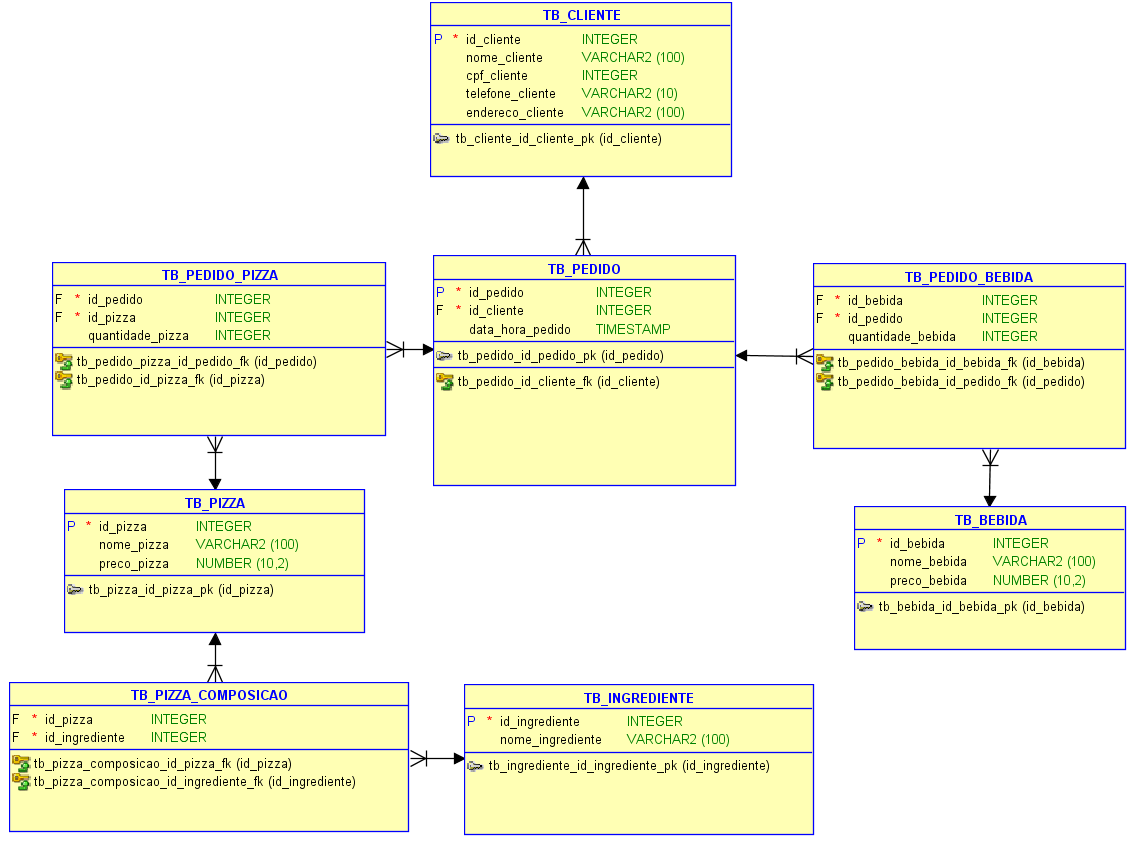 TB_CLIENTE
P * id_cliente INTEGER
nome_cliente VARCHAR2 (100)
cpf_cliente INTEGER
telefone_cliente VARCHAR2 (10)
endereco_cliente VARCHAR2 (100)
tb_cliente_id_cliente_pk (id_cliente)
TB_PEDIDO_PIZZA
F * id_pedido INTEGER
F * id_pizza INTEGER
quantidade_pizza INTEGER
tb_pedido_pizza_id_pedido_fk (id_pedido)
tb_pedido_id_pizza_fk (id_pizza)
TB_PEDIDO
P * id_pedido INTEGER
F * id_cliente INTEGER
data_hora_pedido TIMESTAMP
tb_pedido_id_pedido_pk (id_pedido)
tb_pedido_id_cliente_fk (id_cliente)
TB_PEDIDO_BEBIDA
F * id_bebida INTEGER
F * id_pedido INTEGER
quantidade_bebida INTEGER
tb_pedido_bebida_id_bebida_fk (id_bebida)
tb_pedido_bebida_id_pedido_fk (id_pedido)
TB_PIZZA
P * id_pizza INTEGER
nome_pizza VARCHAR2 (100)
preco_pizza NUMBER (10,2)
tb_pizza_id_pizza_pk (id_pizza)
TB_BEBIDA
P * id_bebida INTEGER
nome_bebida VARCHAR2 (100)
preco_bebida NUMBER (10,2)
tb_bebida_id_bebida_pk (id_bebida)
TB_PIZZA_COMPOSICAO
F * id_pizza INTEGER
F * id_ingrediente INTEGER
tb_pizza_composicao_id_pizza_fk (id_pizza)
tb_pizza_composicao_id_ingrediente_fk (id_ingrediente)
TB_INGREDIENTE
P * id_ingrediente INTEGER
nome_ingrediente VARCHAR2 (100)
tb_ingrediente_id_ingrediente_pk (id_ingrediente)